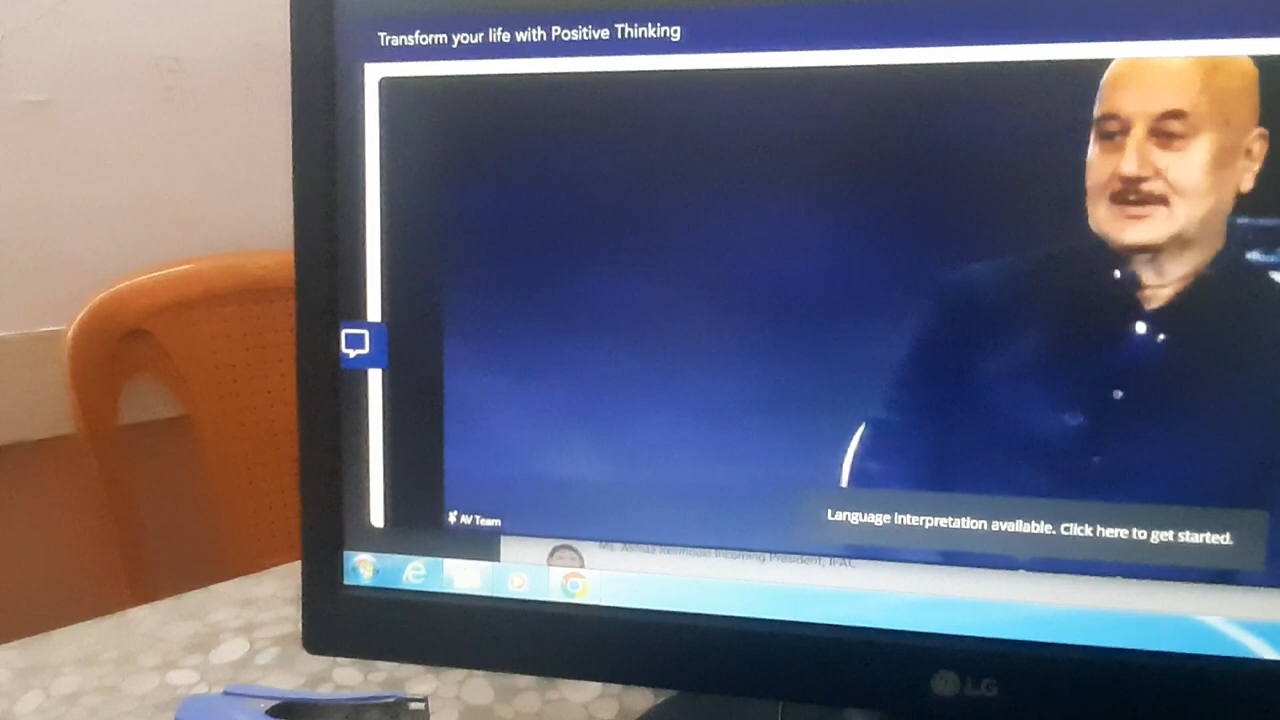 Transform your life with Positive Thinking
AV Team
Language interpretation available. Click here to get started.
Incoming President, IFAC
LG